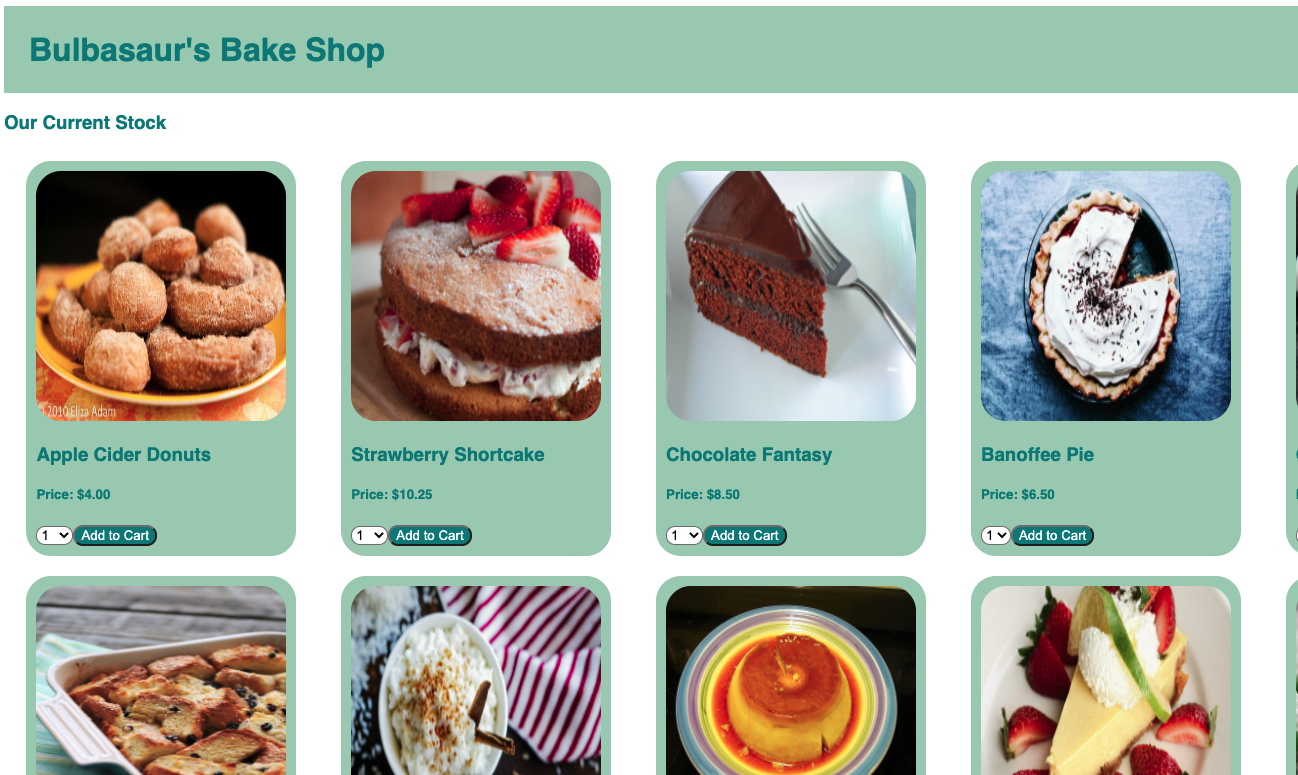 Bulbasaur's Bake Shop
Our Current Stock
2010 Eliza Adam
Apple Cider Donuts
Strawberry Shortcake
Chocolate Fantasy
Banoffee Pie
Price: $4.00
Price: $10.25
Price: $8.50
Price: $6.50
1 Add to Cart
1 Add to Cart
1 Add to Cart
1 Add to Cart